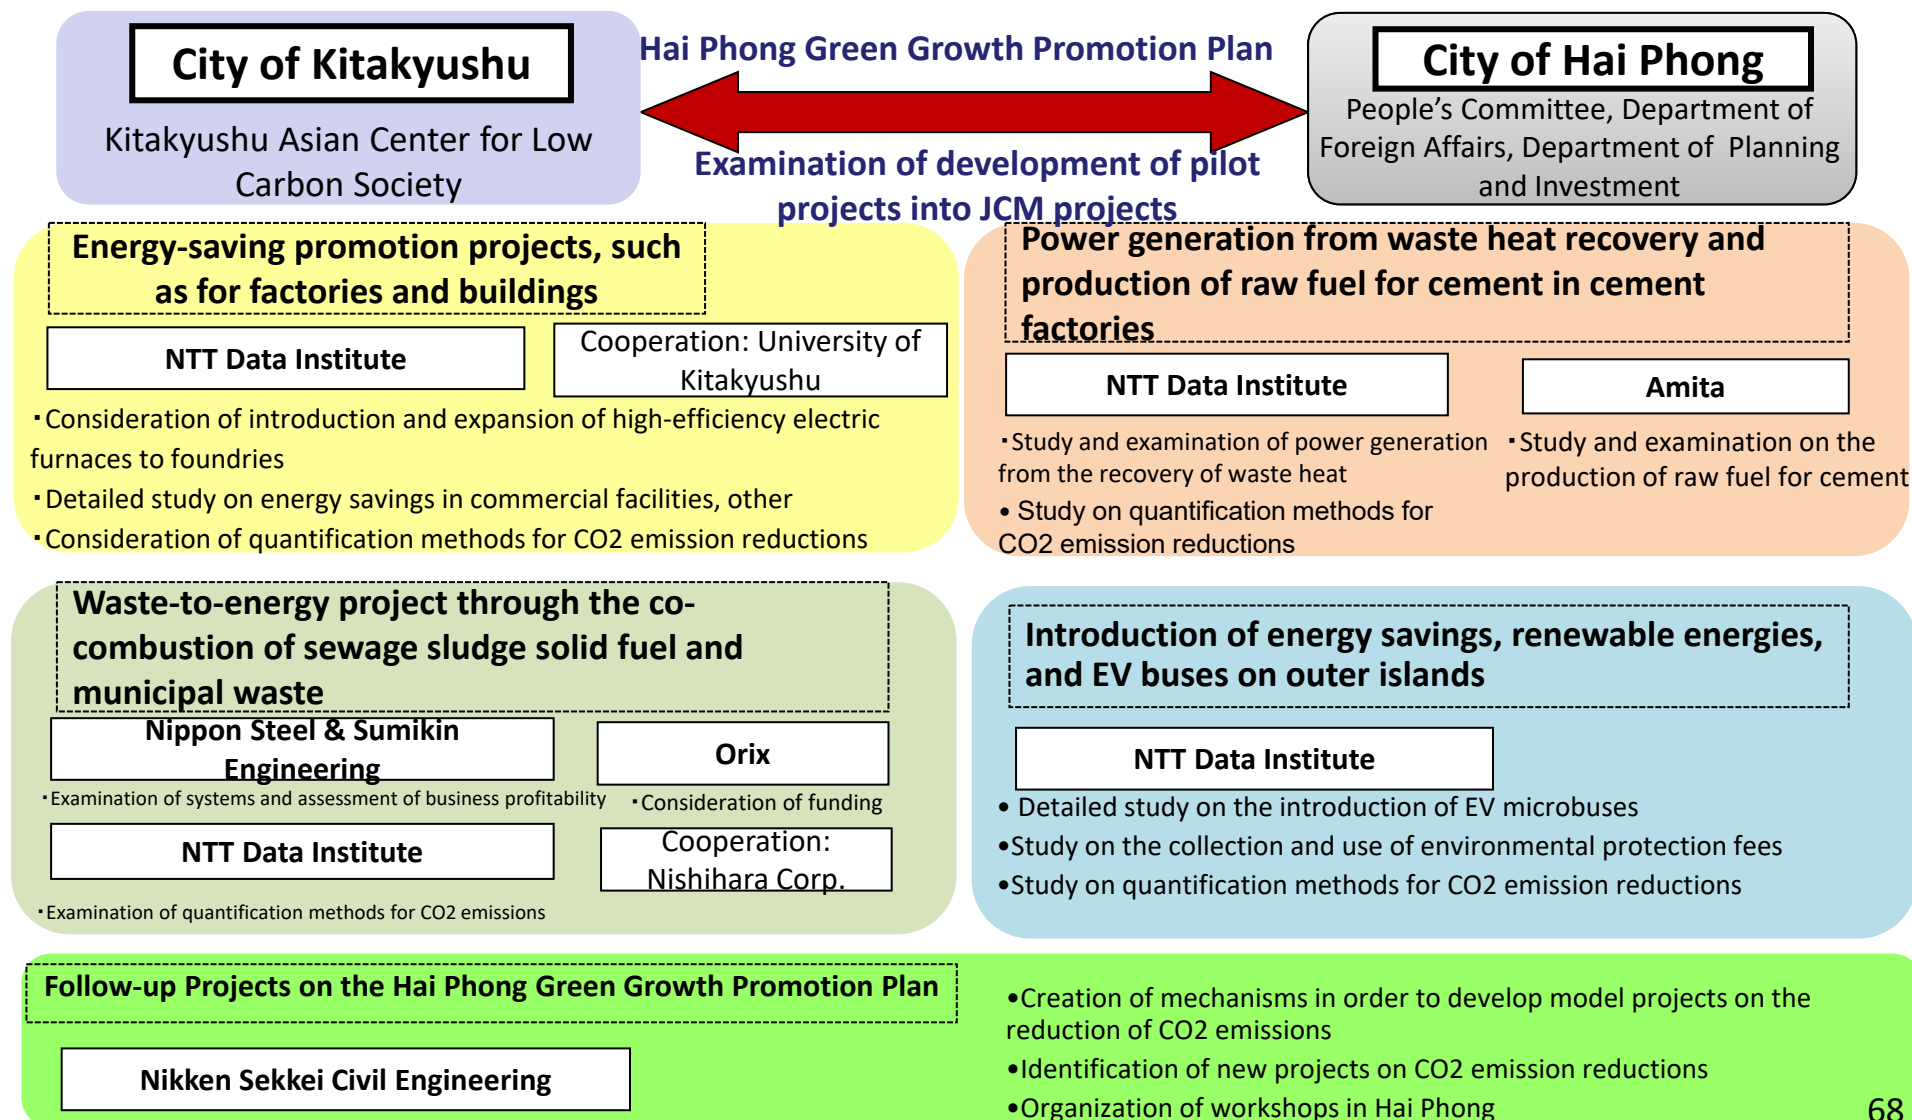 City of Kitakyushu
Kitakyushu Asian Center for Low
Carbon Society
Hai Phong Green Growth Promotion Plan
Examination of development of pilot
projects into JCM projects
City of Hai Phong
People’s Committee, Department of
Foreign Affairs, Department of Planning
and Investment
Energy-saving promotion projects, such
as for factories and buildings
NTT Data Institute
Cooperation: University of
Kitakyushu
・Consideration of introduction and expansion of high-efficiency electric
furnaces to foundries
・Detailed study on energy savings in commercial facilities, other
・Consideration of quantification methods for CO2 emission reductions
Power generation from waste heat recovery and
production of raw fuel for cement in cement
factories
NTT Data Institute
・Study and examination of power generation
from the recovery of waste heat
• Study on quantification methods for
CO2 emission reductions
Amita
・Study and examination on the
production of raw fuel for cement
Waste-to-energy project through the co-
combustion of sewage sludge solid fuel and
municipal waste
Nippon Steel & Sumikin
Engineering
・Examination of systems and assessment of business profitability
Orix
・Consideration of funding
NTT Data Institute
・Examination of quantification methods for CO2 emissions
Cooperation:
Nishihara Corp.
Introduction of energy savings, renewable energies,
and EV buses on outer islands
NTT Data Institute
• Detailed study on the introduction of EV microbuses
•Study on the collection and use of environmental protection fees
•Study on quantification methods for CO2 emission reductions
Follow-up Projects on the Hai Phong Green Growth Promotion Plan
Nikken Sekkei Civil Engineering
•Creation of mechanisms in order to develop model projects on the
reduction of CO2 emissions
•Identification of new projects on CO2 emission reductions
•Organization of workshops in Hai Phong
68